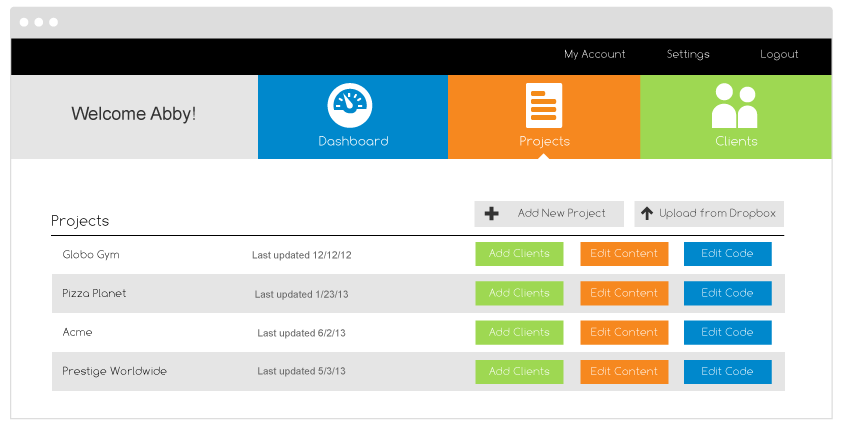 My Account Settings Logout
Welcome Abby!
Dashboard Projects Clients
Projects
Add New Project Upload from Dropbox
Globo Gym Last updated 12/12/12 Add Clients Edit Content Edit Code
Pizza Planet Last updated 1/23/13 Add Clients Edit Content Edit Code
Acme Last updated 6/2/13 Add Clients Edit Content Edit Code
Prestige Worldwide Last updated 5/3/13 Add Clients Edit Content Edit Code